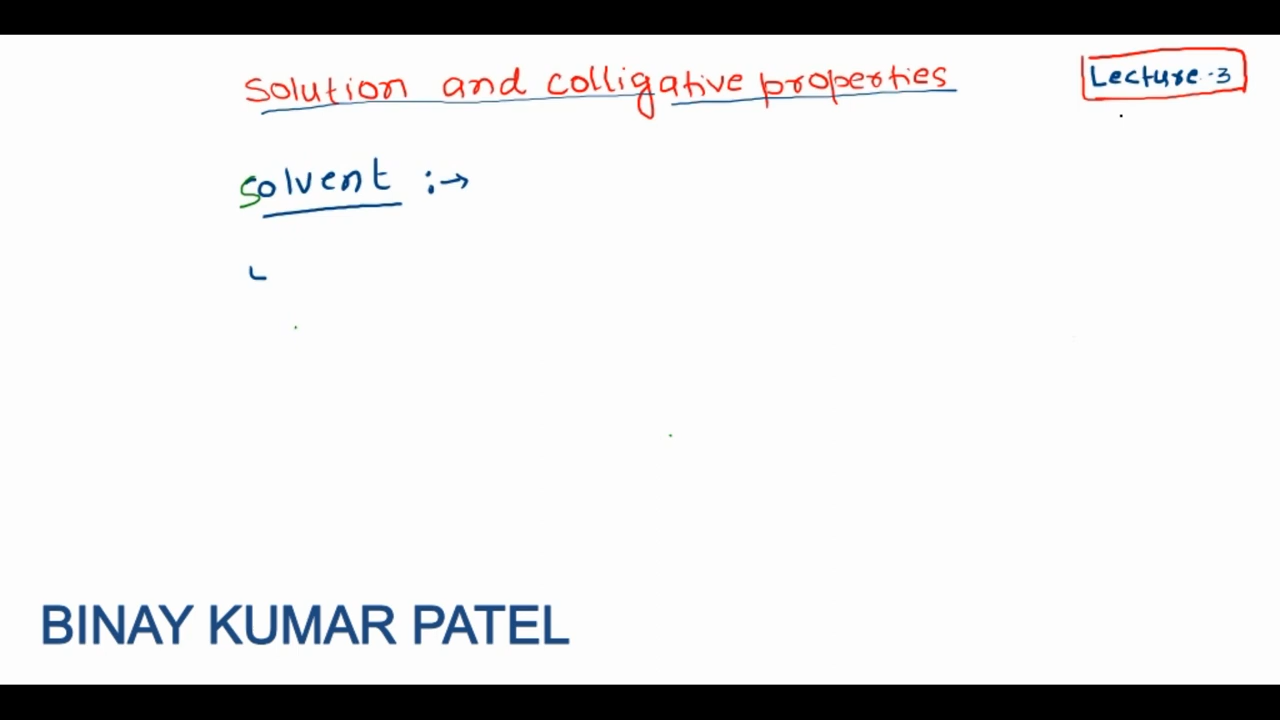 Solution and colligative properties
Lecture-3
Solvent :→
BINAY KUMAR PATEL